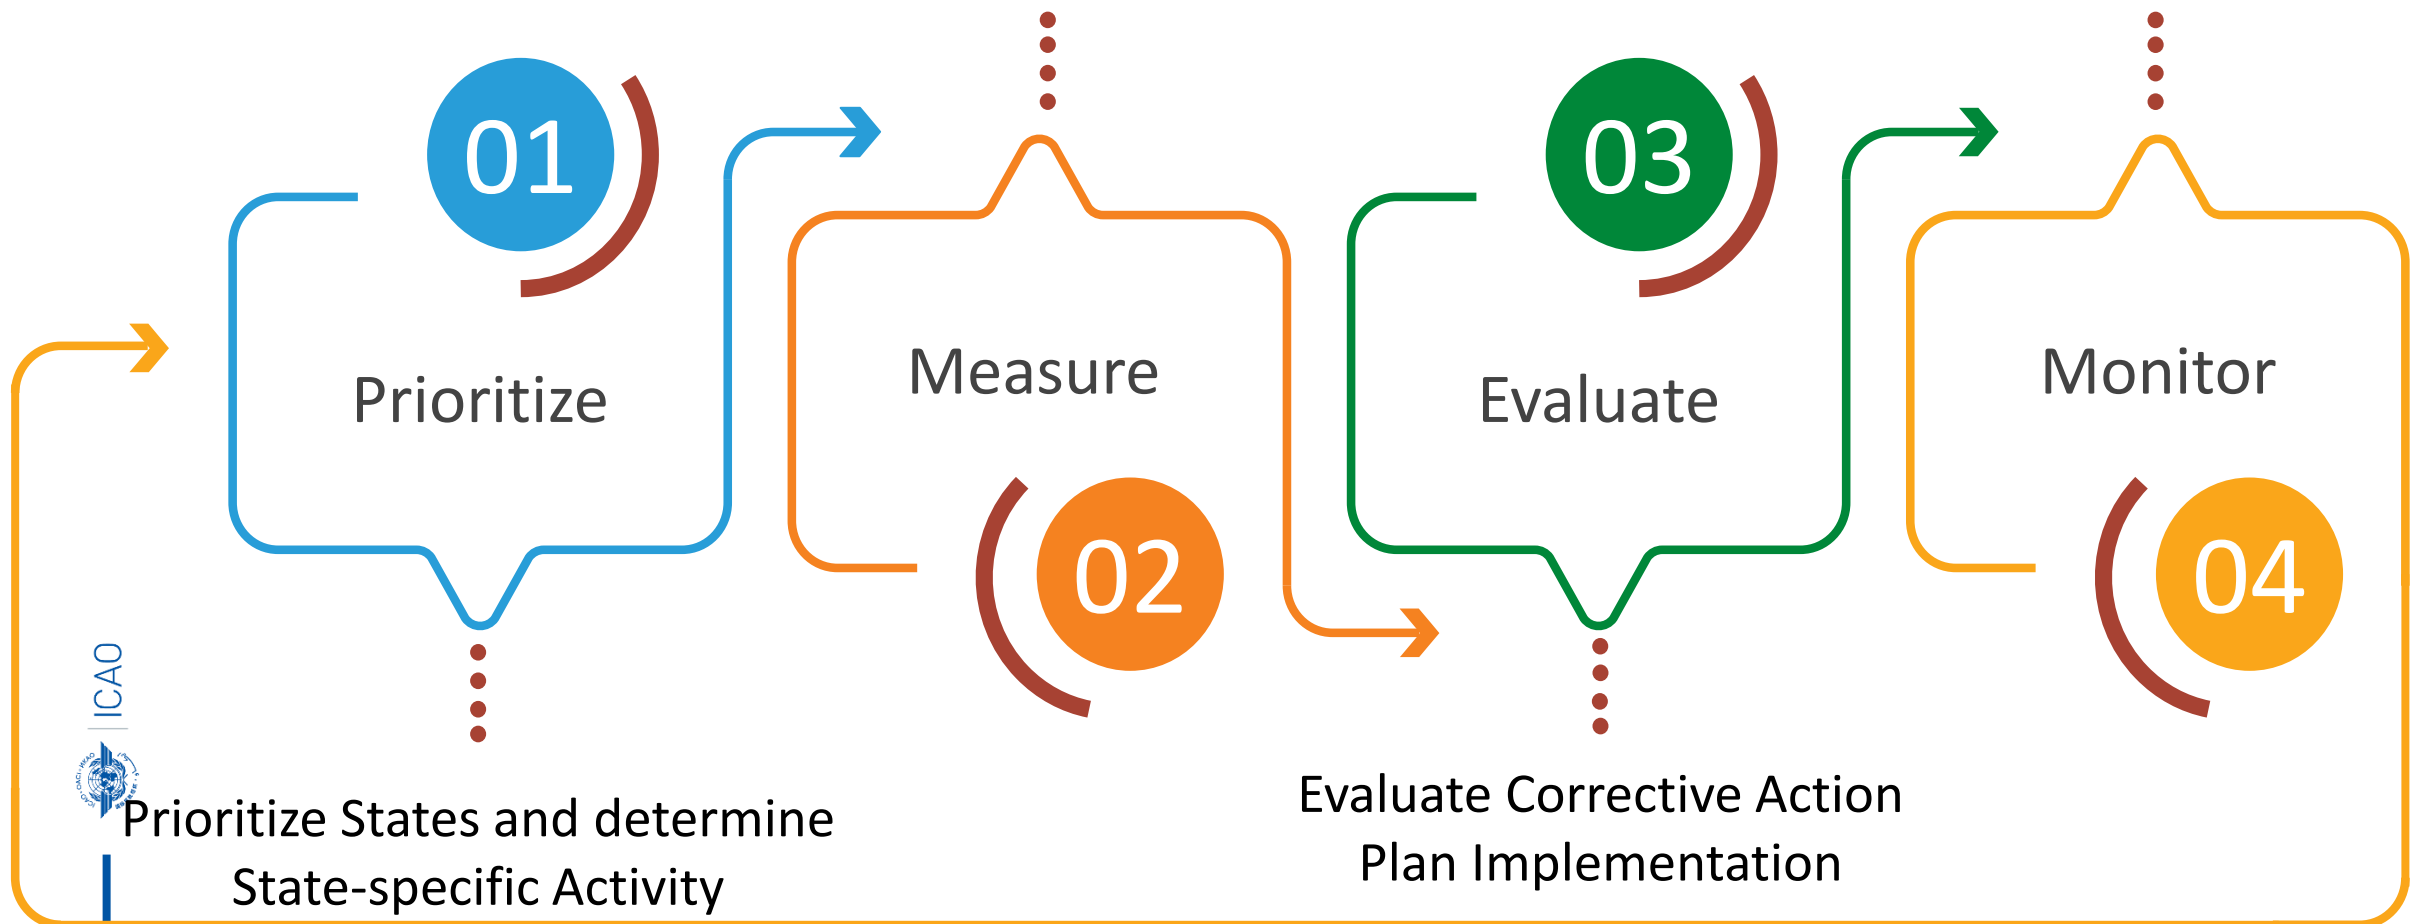 01
Prioritize
Prioritize States and determine
State-specific Activity
Measure
02
03
Evaluate
Evaluate Corrective Action
Plan Implementation
Monitor
04
ICAO